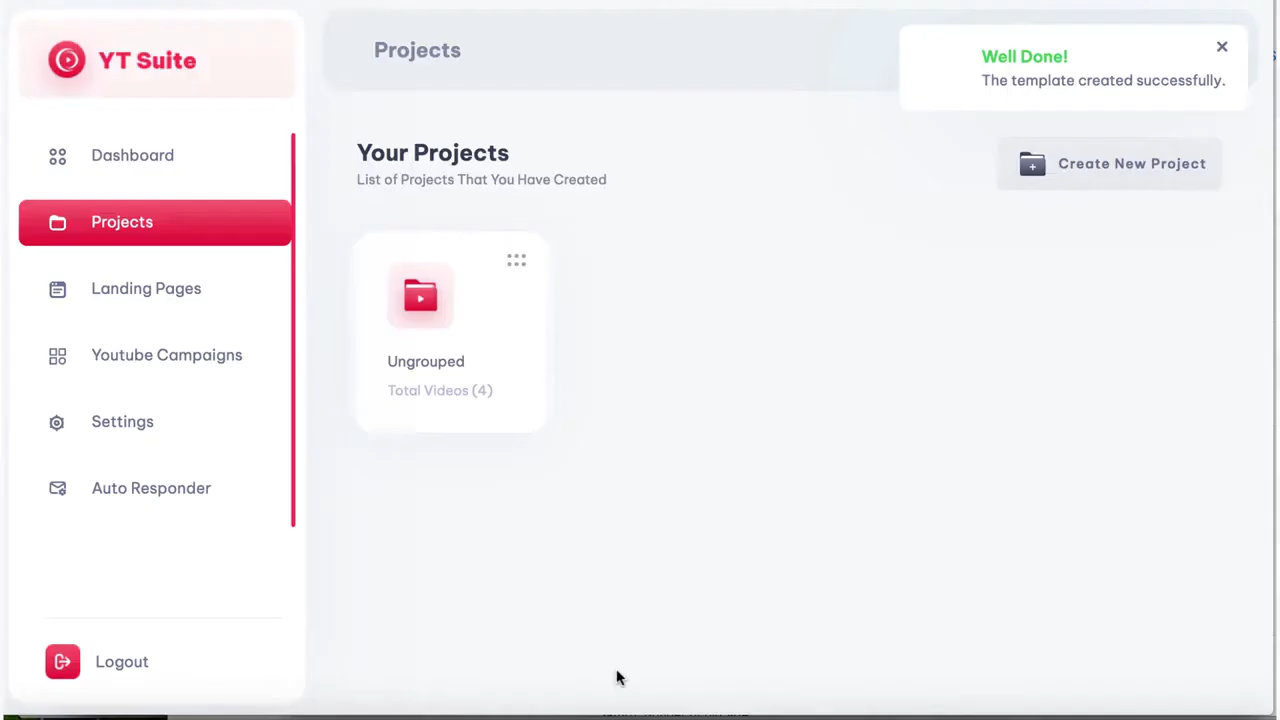 YT Suite
Dashboard
Projects
Landing Pages
Youtube Campaigns
Settings
Auto Responder
Logout
Projects
Well Done!
The template created successfully.
Your Projects
List of Projects That You Have Created
Create New Project
Ungrouped
Total Videos (4)